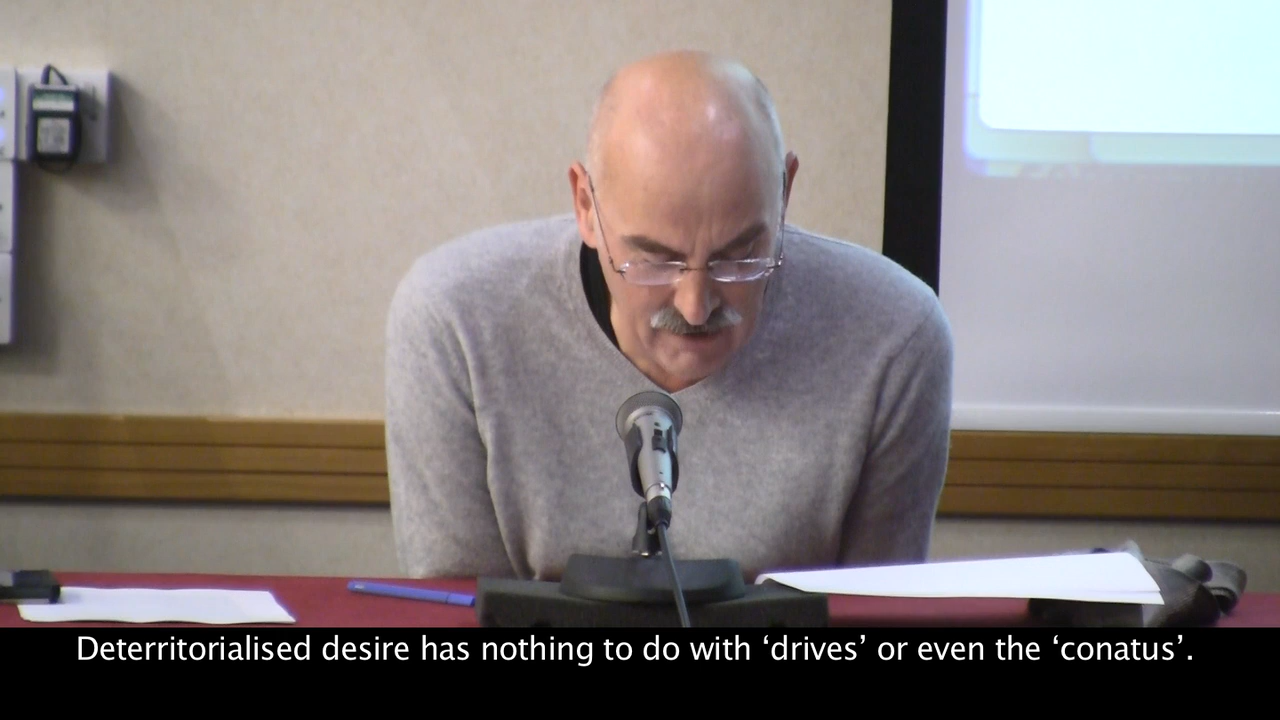 Deterritorialised desire has nothing to do with ‘drives’ or even the ‘conatus’.